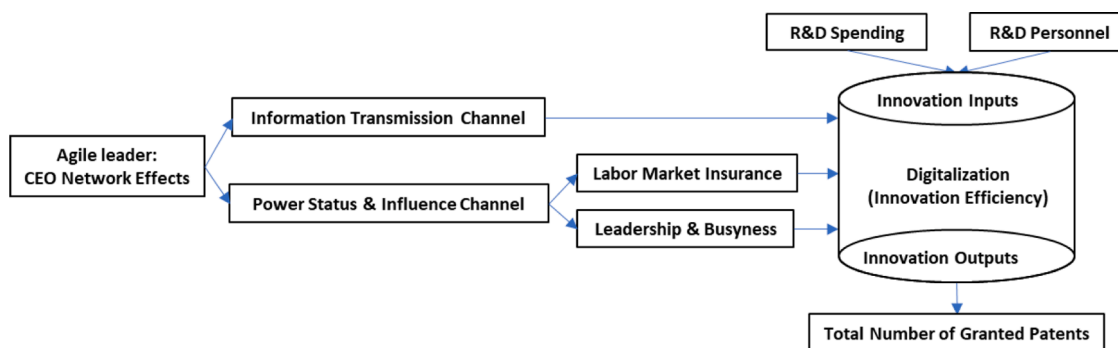 R&D Spending
R&D Personnel
Innovation Inputs
Information Transmission Channel
Agile leader:
CEO Network Effects
Labor Market Insurance
Digitalization
(Innovation Efficiency)
Power Status & Influence Channel
Leadership & Busyness
Innovation Outputs
Total Number of Granted Patents